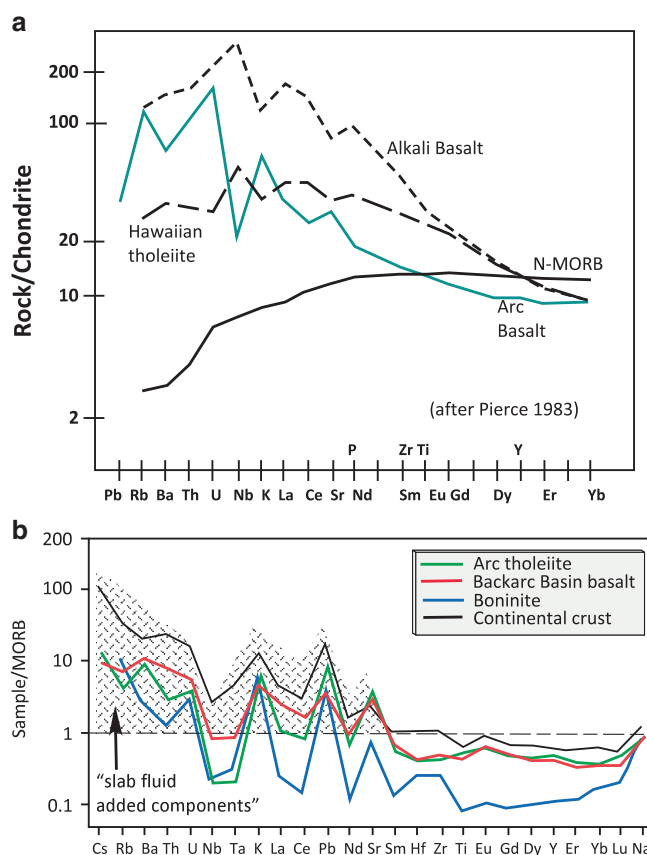 a
200
100
20
10
2
Rock/Chondrite
Alkali Basalt
Hawaiian
tholeiite
N-MORB
Arc
Basalt
(after Pierce 1983)
P Zr Ti Y
Pb Rb Ba Th U Nb K La Ce Sr Nd Sm Eu Gd Dy Er Yb
b
200
100
10
1
0.1
Sample/MORB
Arc tholeiite
Backarc Basin basalt
Boninite
Continental crust
"slab fluid
added components"
Cs Rb Ba Th U Nb Ta K La Ce Pb Nd Sr Sm Hf Zr Ti Eu Gd Dy Y Er Yb Lu Na